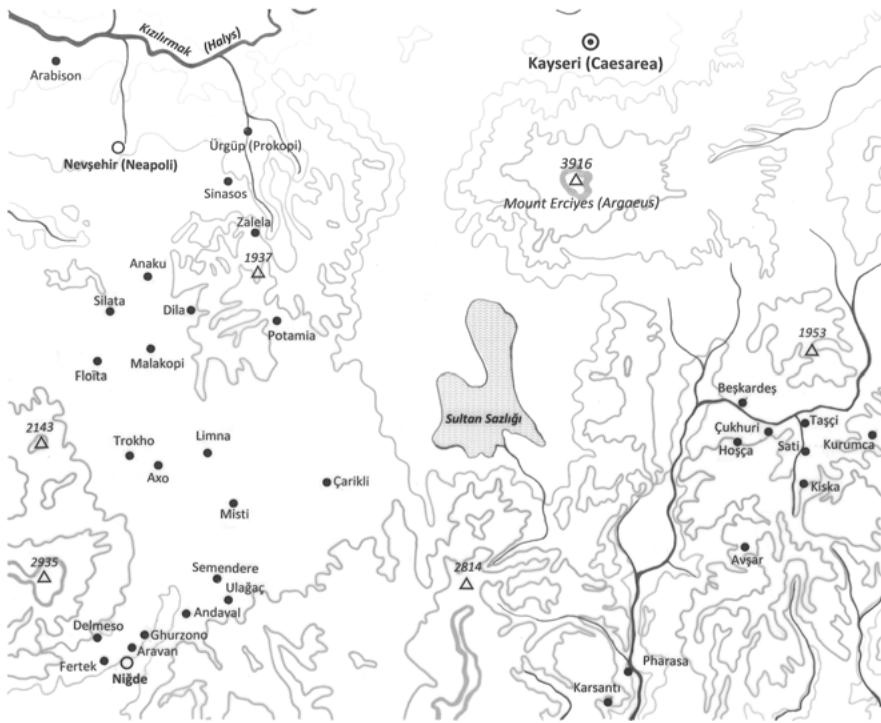 Kızılırmak (Halys)
Arabison
Kayseri (Caesarea)
Ürgüp (Prokopi)
Nevşehir (Neapoli)
3916
Sinasos
Mount Erciyes (Argaeus)
Zalela
1937
Anaku
Silata
Dila
Potamia
1953
Malakopi
Floïta
Beşkardeş
Sultan Sazlığı
Taşçi
Çukhuri
2143
Limna
Trokho
Hoşça
Sati
Kurumca
Axo
Çarikli
Kiska
Misti
Avşar
2935
Semendere
2814
Ulağaç
Andaval
Delmeso
Ghurzono
Aravan
Fertek
Pharasa
Niğde
Karsantı